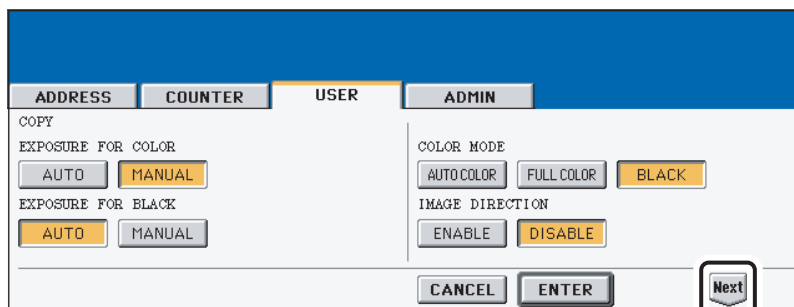 ADDRESS COUNTER USER ADMIN
COPY
EXPOSURE FOR COLOR
AUTO MANUAL
EXPOSURE FOR BLACK
AUTO MANUAL
COLOR MODE
AUTO COLOR FULL COLOR BLACK
IMAGE DIRECTION
ENABLE DISABLE
CANCEL ENTER Next